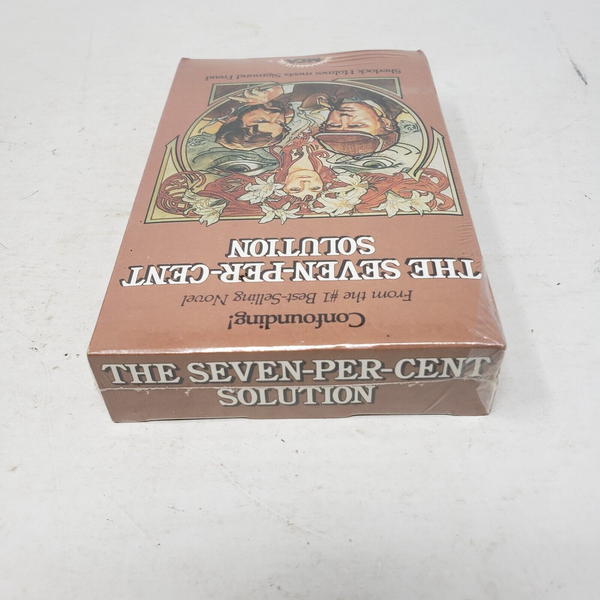 Confounding!
From the #1 Best-Selling Novel
THE SEVEN-PER-CENT
SOLUTION
Sherlock Holmes meets Sigmund Freud
MCA
THE SEVEN-PER-CENT
SOLUTION